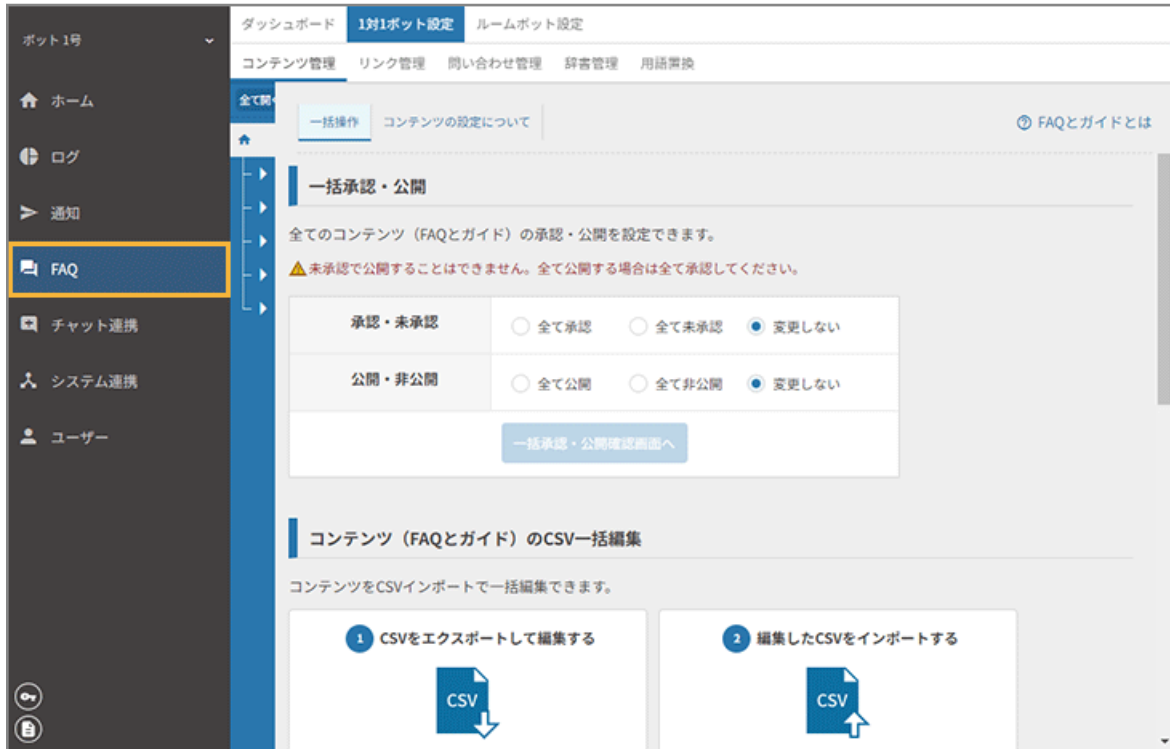 ボット1号
ホーム
ログ
通知
FAQ
チャット連携
システム連携
ユーザー
ダッシュボード 1対1ボット設定 ルームボット設定
コンテンツ管理 リンク管理 問い合わせ管理 辞書管理 用語置換
全て開く
一括操作 コンテンツの設定について
FAQとガイドとは
一括承認・公開
全てのコンテンツ（FAQとガイド）の承認・公開を設定できます。
未承認で公開することはできません。全て公開する場合は全て承認してください。
承認・未承認 全て承認 全て未承認 変更しない
公開・非公開 全て公開 全て非公開 変更しない
一括承認・公開確認画面へ
コンテンツ（FAQとガイド）のCSV一括編集
コンテンツをCSVインポートで一括編集できます。
1 CSVをエクスポートして編集する
CSV
2 編集したCSVをインポートする
CSV